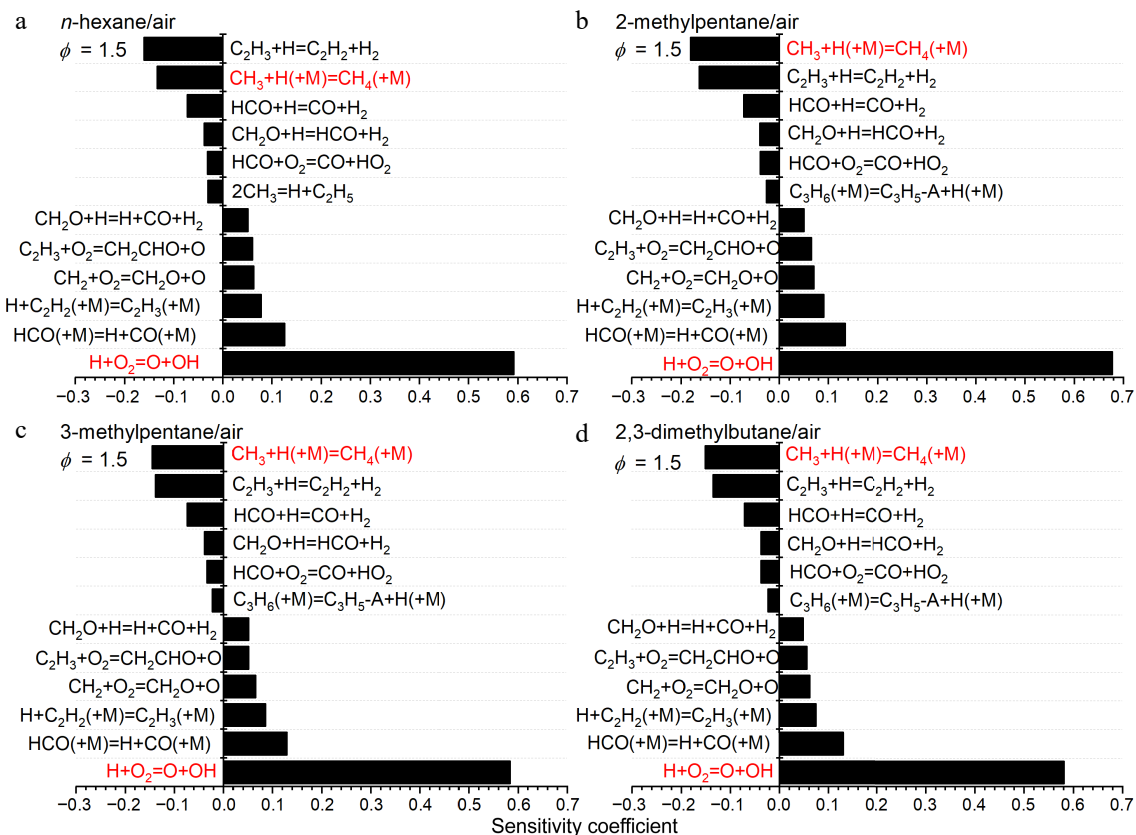 a
n-hexane/air
ϕ = 1.5
C₂H₃+H=C₂H₂+H₂
CH₃+H(+M)=CH₄(+M)
HCO+H=CO+H₂
CH₂O+H=HCO+H₂
HCO+O₂=CO+HO₂
2CH₃=H+C₂H₅
CH₂O+H=H+CO+H₂
C₂H₃+O₂=CH₂CHO+O
CH₂+O₂=CH₂O+O
H+C₂H₂(+M)=C₂H₃(+M)
HCO(+M)=H+CO(+M)
H+O₂=O+OH
−0.3 −0.2 −0.1 0.0 0.1 0.2 0.3 0.4 0.5 0.6 0.7
b
2-methylpentane/air
ϕ = 1.5
CH₃+H(+M)=CH₄(+M)
C₂H₃+H=C₂H₂+H₂
HCO+H=CO+H₂
CH₂O+H=HCO+H₂
HCO+O₂=CO+HO₂
C₃H₆(+M)=C₃H₅-A+H(+M)
CH₂O+H=H+CO+H₂
C₂H₃+O₂=CH₂CHO+O
CH₂+O₂=CH₂O+O
H+C₂H₂(+M)=C₂H₃(+M)
HCO(+M)=H+CO(+M)
H+O₂=O+OH
−0.3 −0.2 −0.1 0.0 0.1 0.2 0.3 0.4 0.5 0.6 0.7
c
3-methylpentane/air
ϕ = 1.5
CH₃+H(+M)=CH₄(+M)
C₂H₃+H=C₂H₂+H₂
HCO+H=CO+H₂
CH₂O+H=HCO+H₂
HCO+O₂=CO+HO₂
C₃H₆(+M)=C₃H₅-A+H(+M)
CH₂O+H=H+CO+H₂
C₂H₃+O₂=CH₂CHO+O
CH₂+O₂=CH₂O+O
H+C₂H₂(+M)=C₂H₃(+M)
HCO(+M)=H+CO(+M)
H+O₂=O+OH
−0.3 −0.2 −0.1 0.0 0.1 0.2 0.3 0.4 0.5 0.6 0.7
d
2,3-dimethylbutane/air
ϕ = 1.5
CH₃+H(+M)=CH₄(+M)
C₂H₃+H=C₂H₂+H₂
HCO+H=CO+H₂
CH₂O+H=HCO+H₂
HCO+O₂=CO+HO₂
C₃H₆(+M)=C₃H₅-A+H(+M)
CH₂O+H=H+CO+H₂
C₂H₃+O₂=CH₂CHO+O
CH₂+O₂=CH₂O+O
H+C₂H₂(+M)=C₂H₃(+M)
HCO(+M)=H+CO(+M)
H+O₂=O+OH
−0.3 −0.2 −0.1 0.0 0.1 0.2 0.3 0.4 0.5 0.6 0.7
Sensitivity coefficient